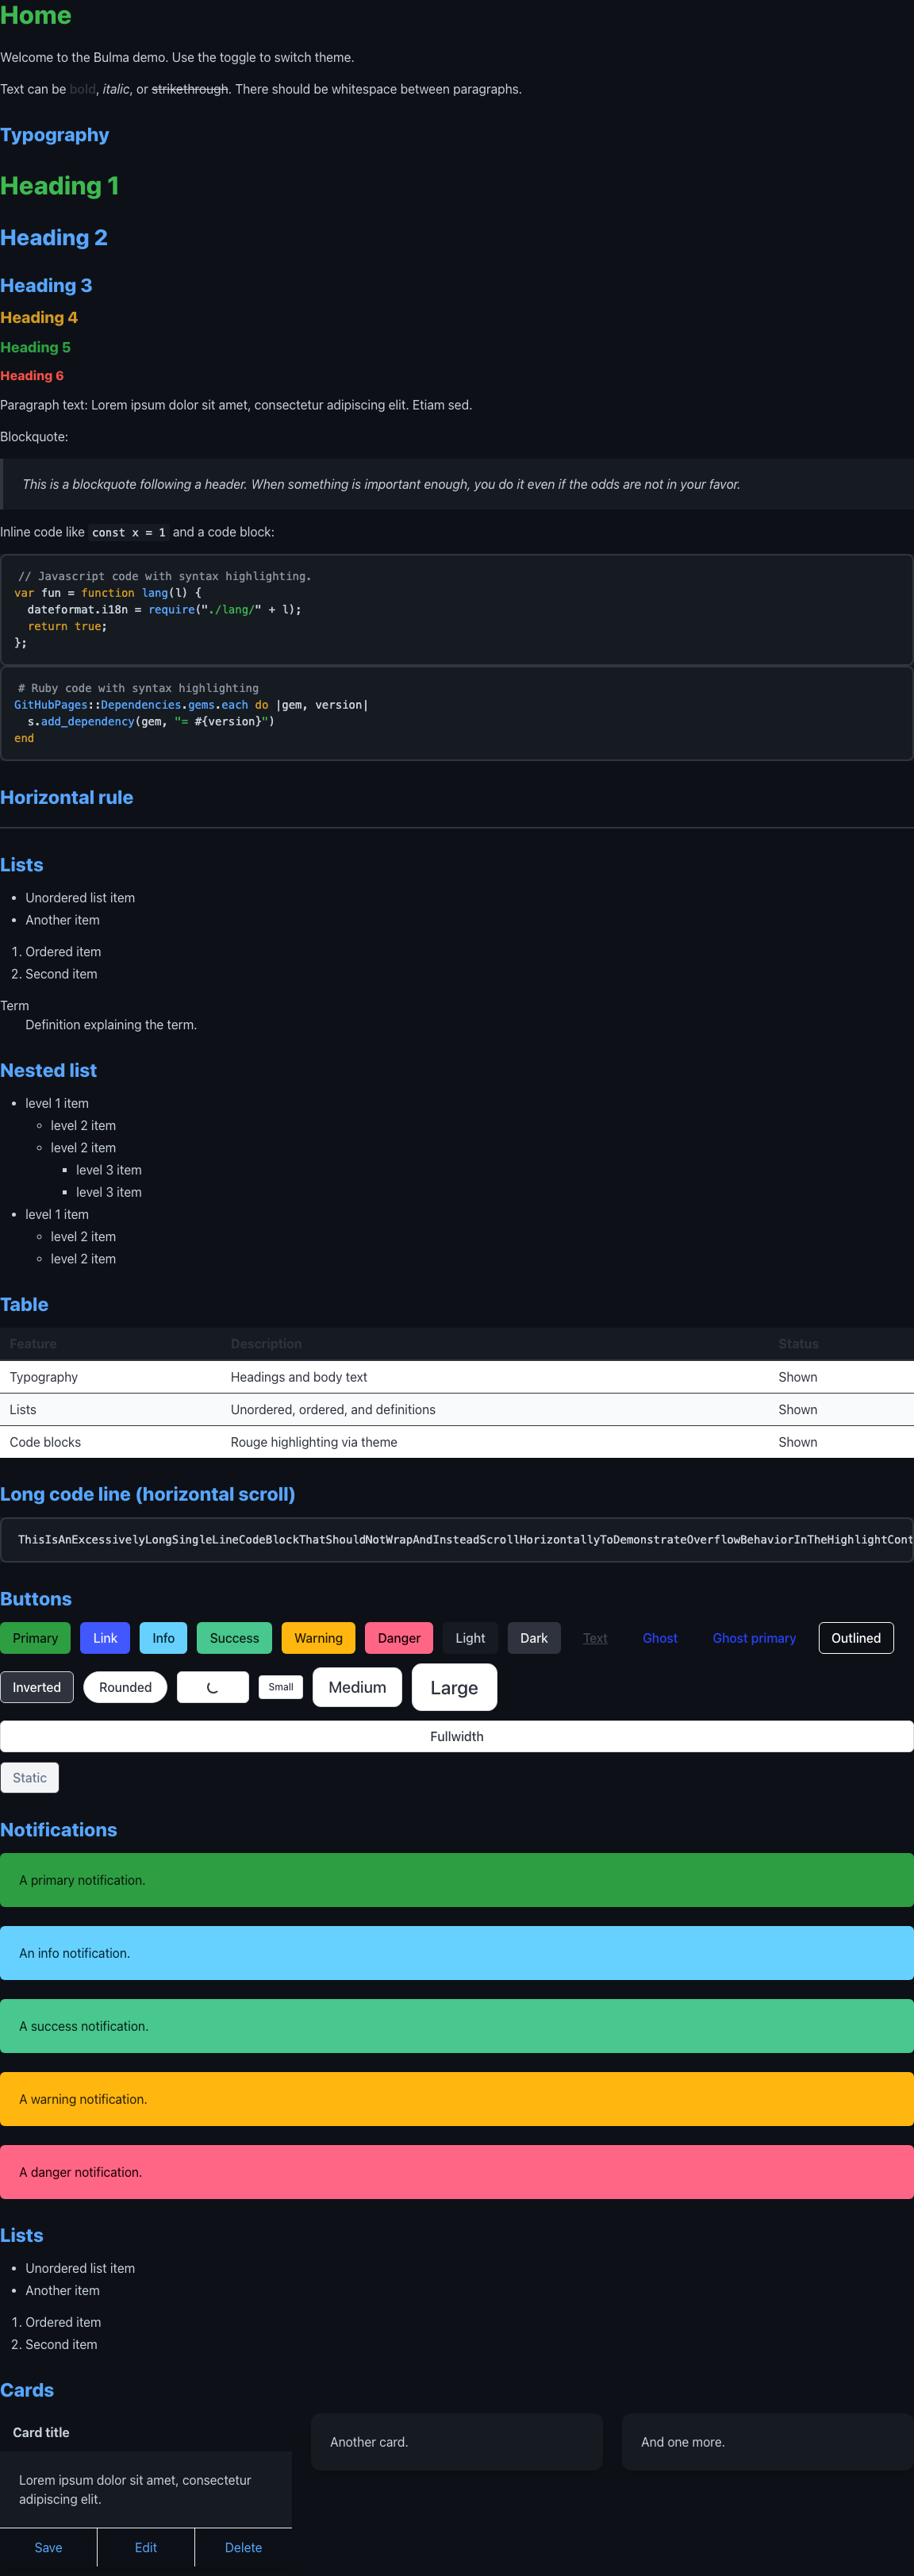 Home
Welcome to the Bulma demo. Use the toggle to switch theme.
Text can be bold, italic, or strikethrough. There should be whitespace between paragraphs.
Typography
Heading 1
Heading 2
Heading 3
Heading 4
Heading 5
Heading 6
Paragraph text: Lorem ipsum dolor sit amet, consectetur adipiscing elit. Etiam sed.
Blockquote:
This is a blockquote following a header. When something is important enough, you do it even if the odds are not in your favor.
Inline code like const x = 1 and a code block:
// Javascript code with syntax highlighting.
var fun = function lang(l) {
  dateformat.i18n = require("./lang/" + l);
  return true;
};
# Ruby code with syntax highlighting
GitHubPages::Dependencies.gems.each do |gem, version|
  s.add_dependency(gem, "= #{version}")
end
Horizontal rule
Lists
• Unordered list item
• Another item
1. Ordered item
2. Second item
Term
Definition explaining the term.
Nested list
• level 1 item
◦ level 2 item
◦ level 2 item
▪ level 3 item
▪ level 3 item
• level 1 item
◦ level 2 item
◦ level 2 item
Table
Feature Description Status
Typography Headings and body text Shown
Lists Unordered, ordered, and definitions Shown
Code blocks Rouge highlighting via theme Shown
Long code line (horizontal scroll)
ThisIsAnExcessivelyLongSingleLineCodeBlockThatShouldNotWrapAndInsteadScrollHorizontallyToDemonstrateOverflowBehaviorInTheHighlightCont
Buttons
Primary Link Info Success Warning Danger Light Dark Text Ghost Ghost primary Outlined
Inverted Rounded Small Medium Large
Fullwidth
Static
Notifications
A primary notification.
An info notification.
A success notification.
A warning notification.
A danger notification.
Lists
• Unordered list item
• Another item
1. Ordered item
2. Second item
Cards
Card title
Lorem ipsum dolor sit amet, consectetur
adipiscing elit.
Save Edit Delete
Another card.
And one more.